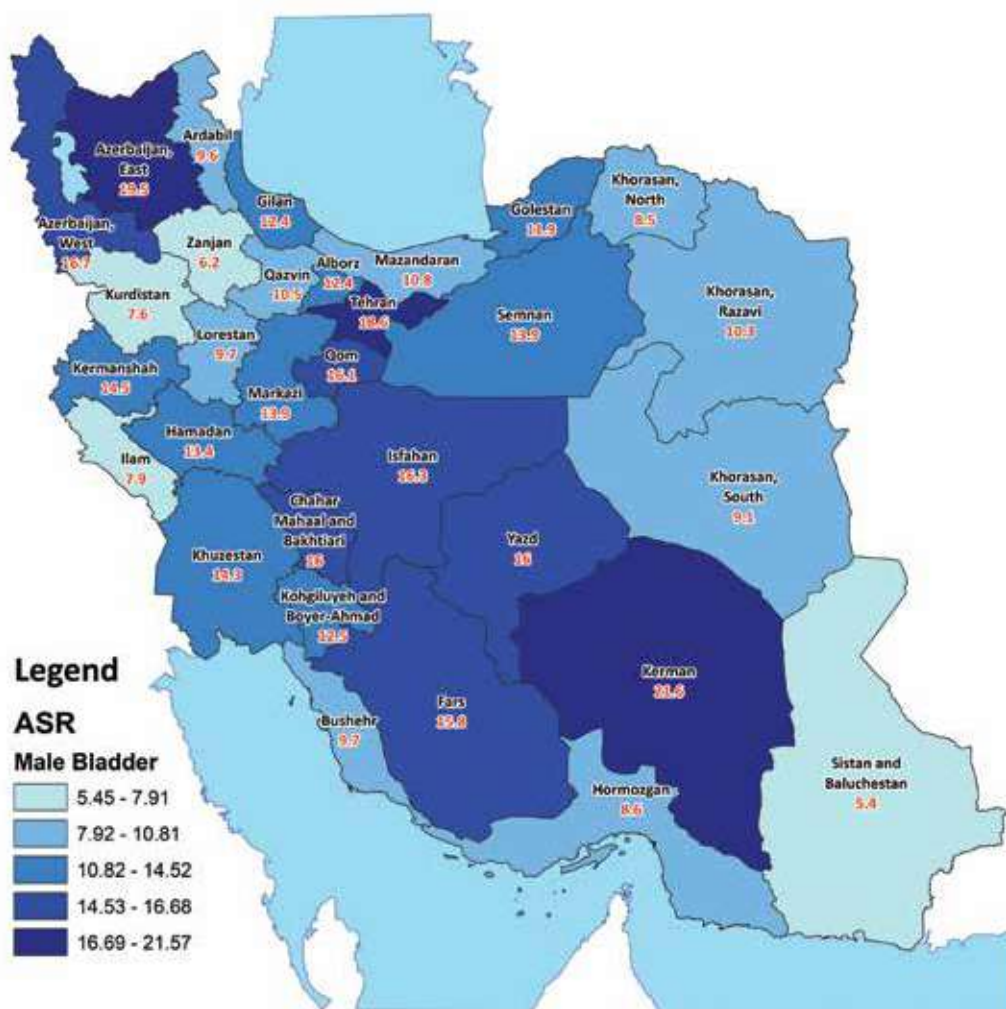 Ardabil
9.6
Azerbaijan,
East
19.5
Khorasan,
North
8.5
Gilan
12.4
Golestan
Azerbaijan,
West
16.7
Zanjan
6.2
Mazandaran
10.8
Alborz
12.4
Qazvin
10.5
Khorasan,
Razavi
10.3
Kurdistan
7.6
Tehran
18.6
Semnan
13.9
Lorestan
9.7
Qom
16.1
Kermanshah
14.5
Markazi
13.9
Hamadan
13.4
Isfahan
16.3
Ilam
7.9
Khorasan,
South
9.1
Chahar
Mahaal and
Bakhtiari
16
Yazd
16
Khuzestan
14.3
Kohgiluyeh and
Boyer-Ahmad
12.5
Kerman
21.6
Fars
15.8
Bushehr
9.7
Sistan and
Baluchestan
5.4
Hormozgan
8.6
Legend
ASR
Male Bladder
5.45 - 7.91
7.92 - 10.81
10.82 - 14.52
14.53 - 16.68
16.69 - 21.57